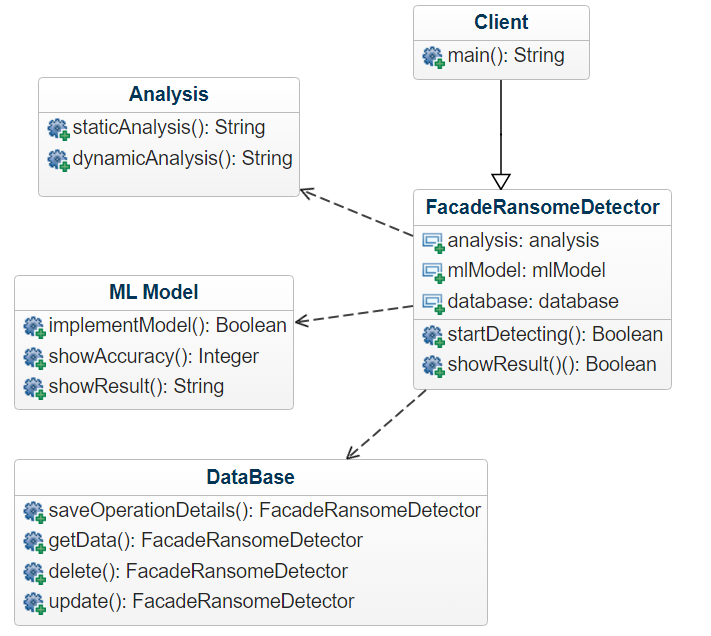 Client
main(): String
Analysis
staticAnalysis(): String
dynamicAnalysis(): String
FacadeRansomeDetector
analysis: analysis
mlModel: mlModel
database: database
startDetecting(): Boolean
showResult()(): Boolean
ML Model
implementModel(): Boolean
showAccuracy(): Integer
showResult(): String
DataBase
saveOperationDetails(): FacadeRansomeDetector
getData(): FacadeRansomeDetector
delete(): FacadeRansomeDetector
update(): FacadeRansomeDetector